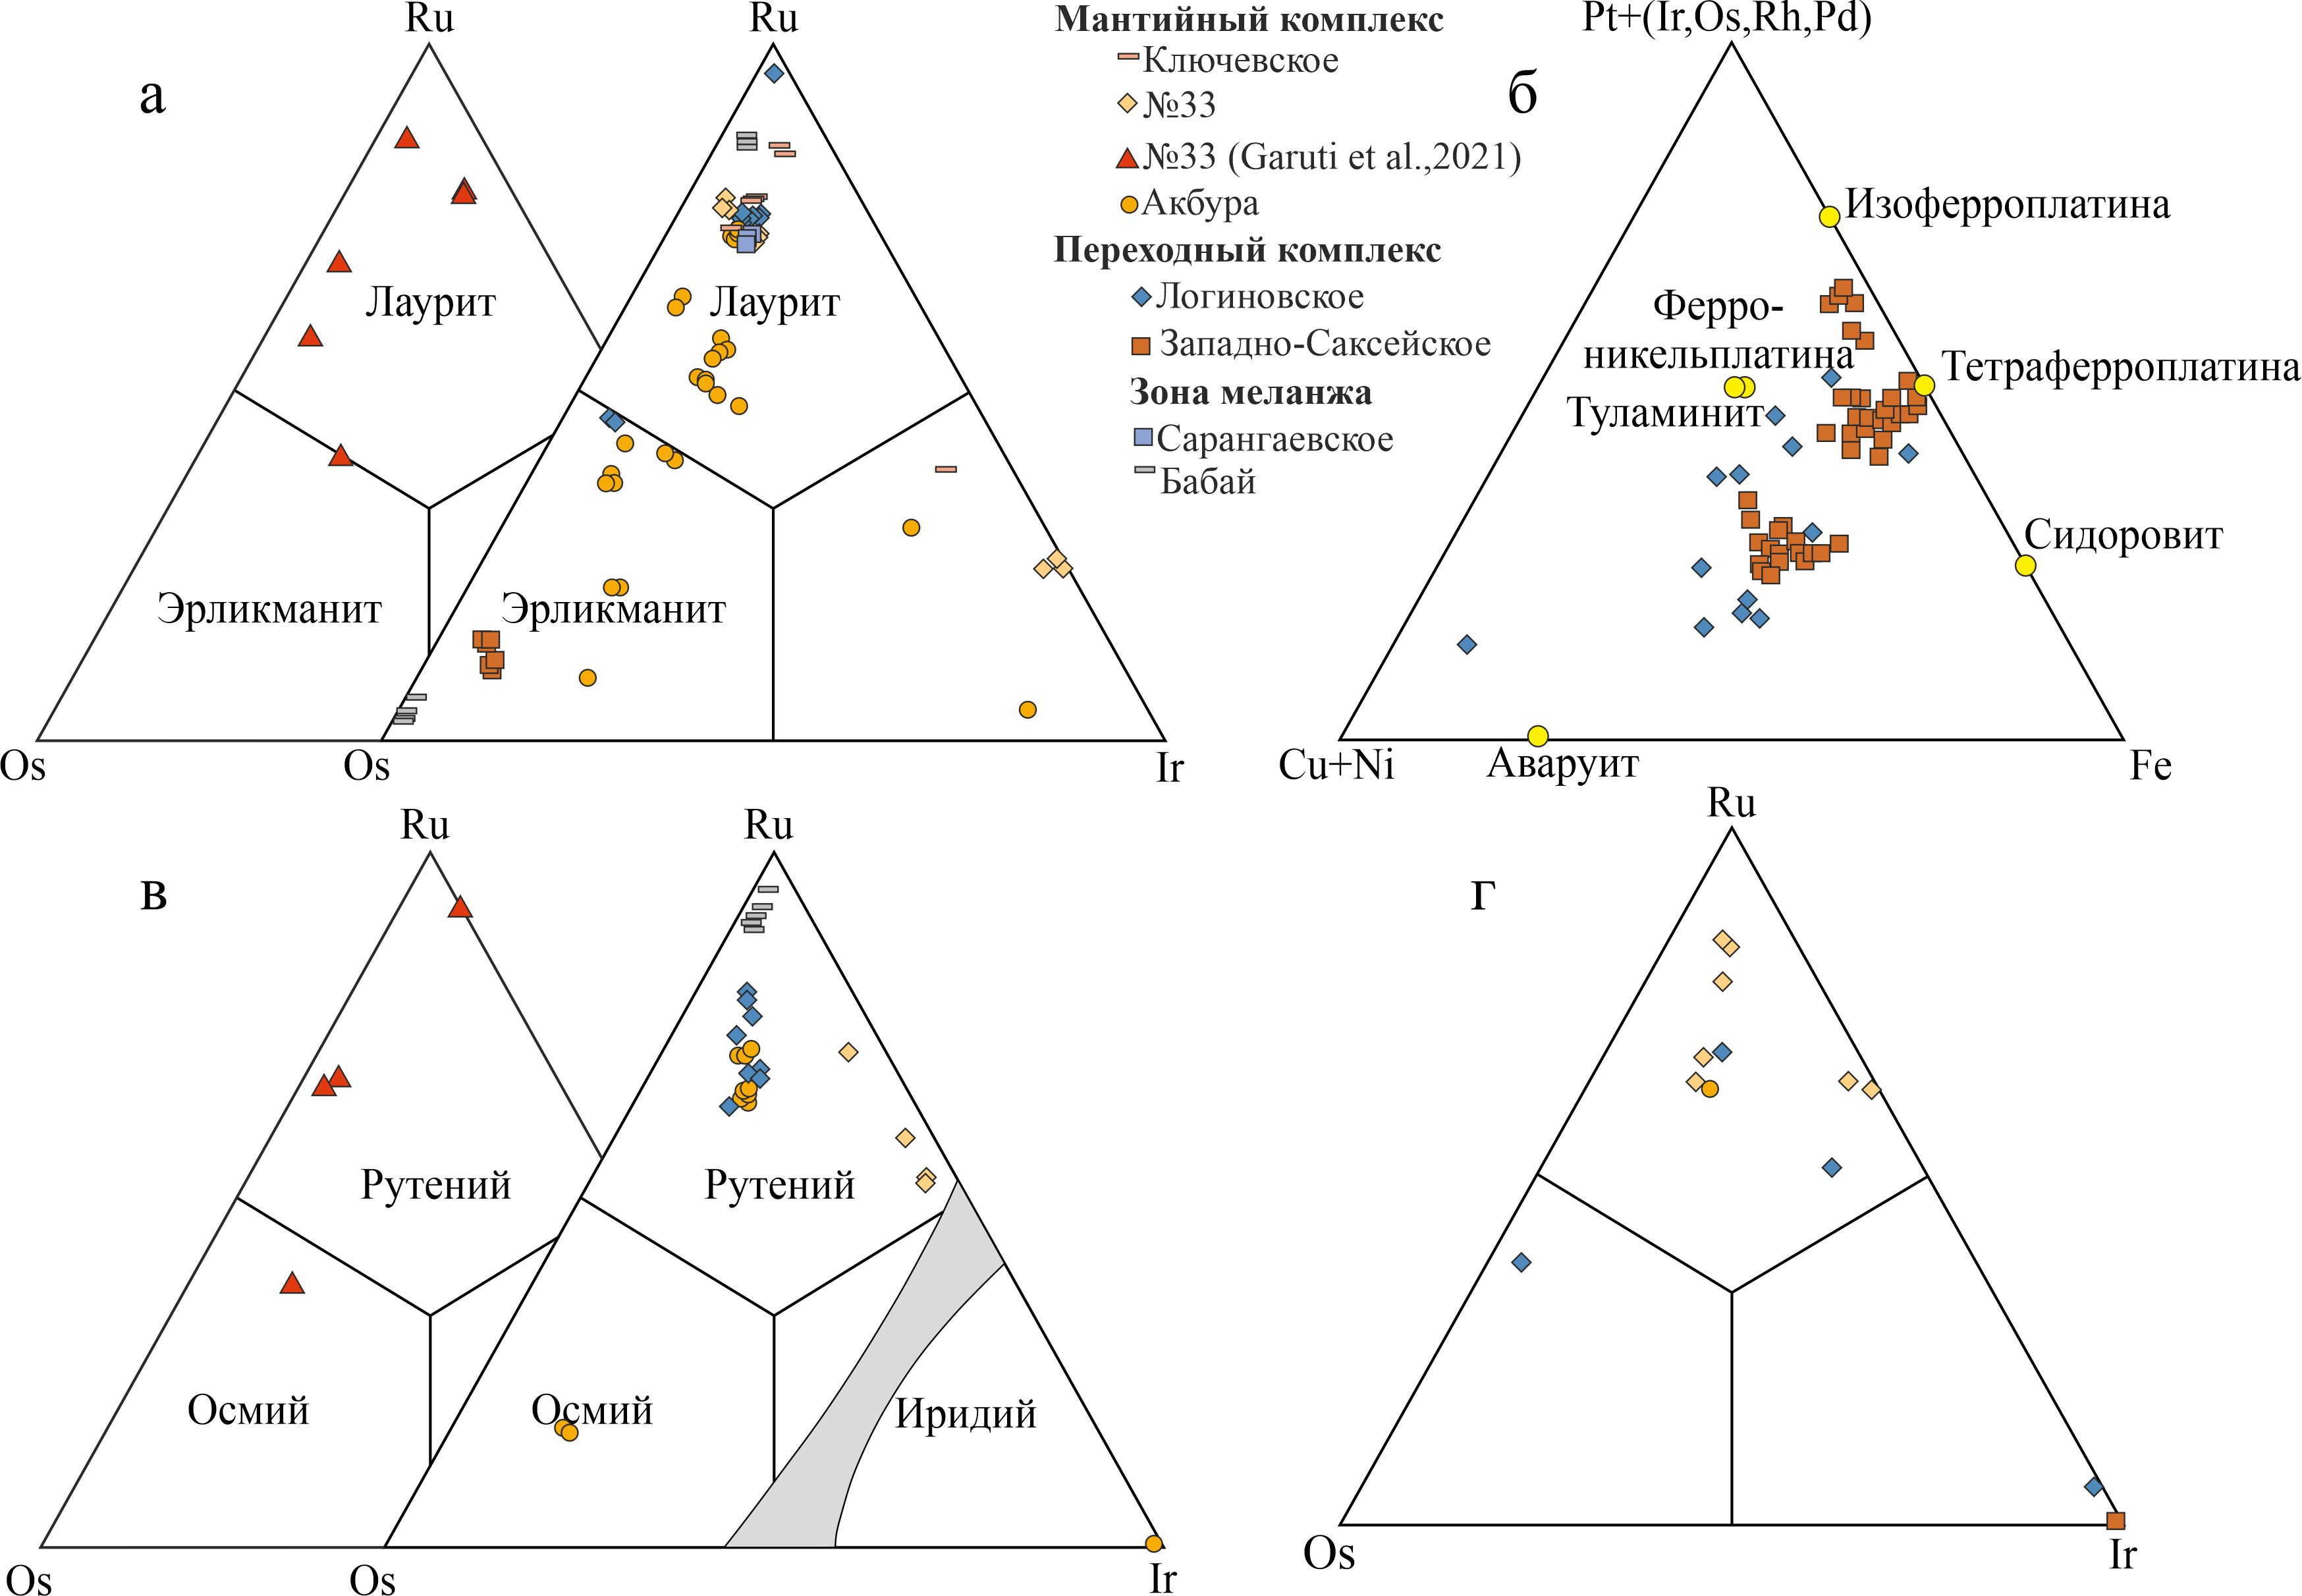 Ru
Ru
а
Лаурит
Лаурит
Эрликманит
Эрликманит
Os
Os
Ir
Мантийный комплекс
Ключевское
№33
№33 (Garuti et al.,2021)
Акбура
Переходный комплекс
Логиновское
Западно-Саксейское
Зона меланжа
Сарангаевское
Бабай
Pt+(Ir,Os,Rh,Pd)
б
Изоферроплатина
Ферро-
никельплатина
Тетраферроплатина
Туламинит
Сидоровит
Cu+Ni
Аваруит
Fe
Ru
Ru
в
Рутений
Рутений
Осмий
Осмий
Иридий
Os
Os
Ir
Ru
г
Os
Ir